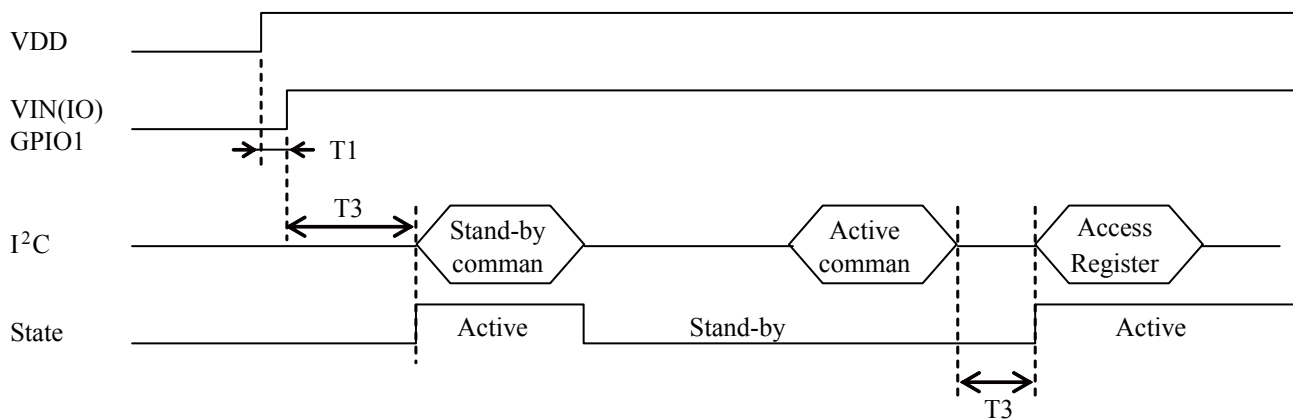 VDD
VIN(IO)
GPIO1
T1
T3
I²C
Stand-by
comman
Active
comman
Access
Register
State
Active
Stand-by
Active
T3